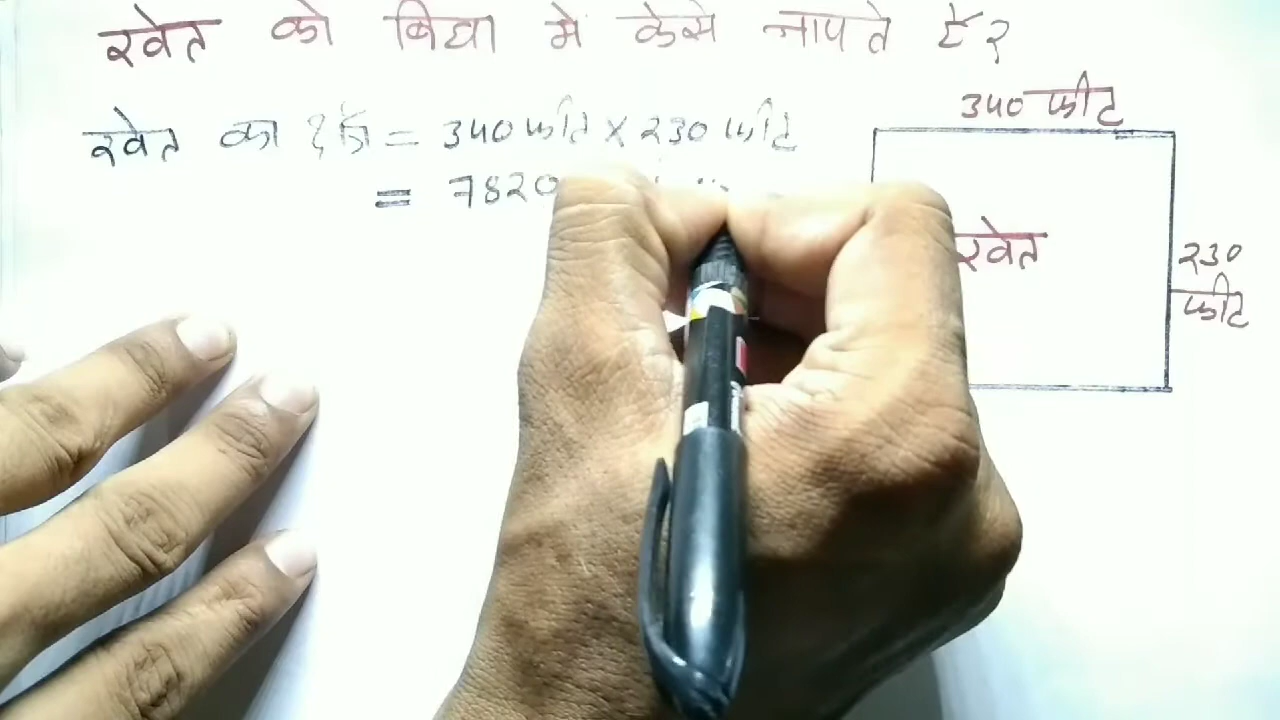 खेत को बिघा मे केसे नापते है?
खेत का = 340 फीट × 230 फीट
= 7820
340 फीट
खेत
230
फीट